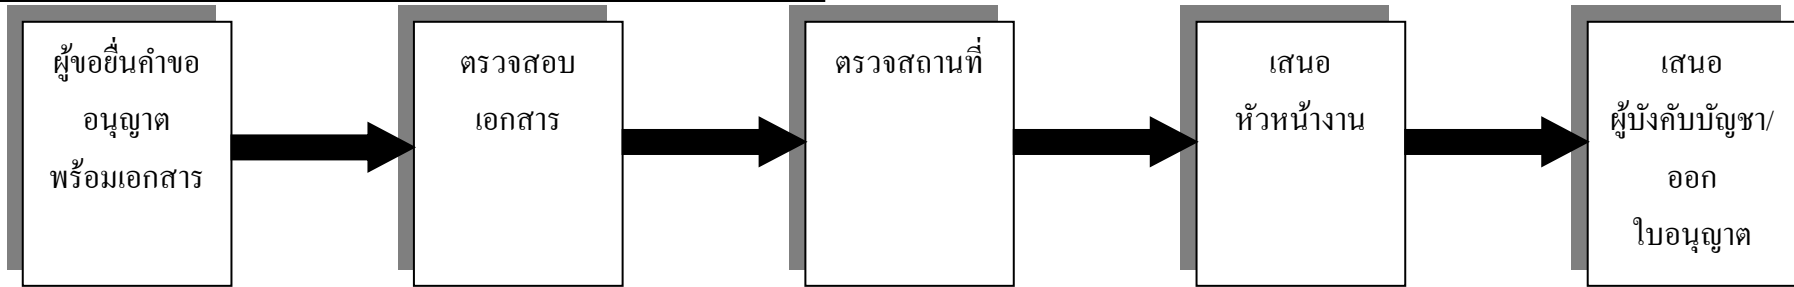 ผู้ขอยื่นคำขอ
อนุญาต
พร้อมเอกสาร
ตรวจสอบ
เอกสาร
ตรวจสถานที่
เสนอ
หัวหน้างาน
เสนอ
ผู้บังคับบัญชา/
ออก
ใบอนุญาต